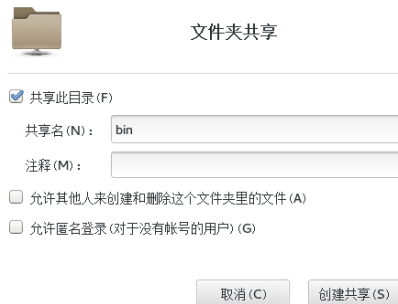 文件夹共享
共享此目录(F)
共享名(N)： bin
注释(M)：
允许其他人来创建和删除这个文件夹里的文件(A)
允许匿名登录(对于没有帐号的用户)(G)
取消(C) 创建共享(S)